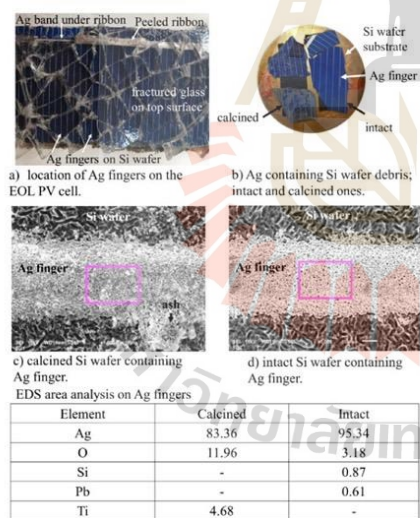 Ag band under ribbon
Peeled ribbon
fractured glass
on top surface
Ag fingers on Si wafer
a) location of Ag fingers on the
EOL PV cell.
Si wafer
substrate
Ag finger
calcined
intact
b) Ag containing Si wafer debris;
intact and calcined ones.
Si wafer
Ag finger
ash
c) calcined Si wafer containing
Ag finger.
Si wafer
Ag finger
d) intact Si wafer containing
Ag finger.
EDS area analysis on Ag fingers
Element Calcined Intact
Ag 83.36 95.34
O 11.96 3.18
Si - 0.87
Pb - 0.61
Ti 4.68 -